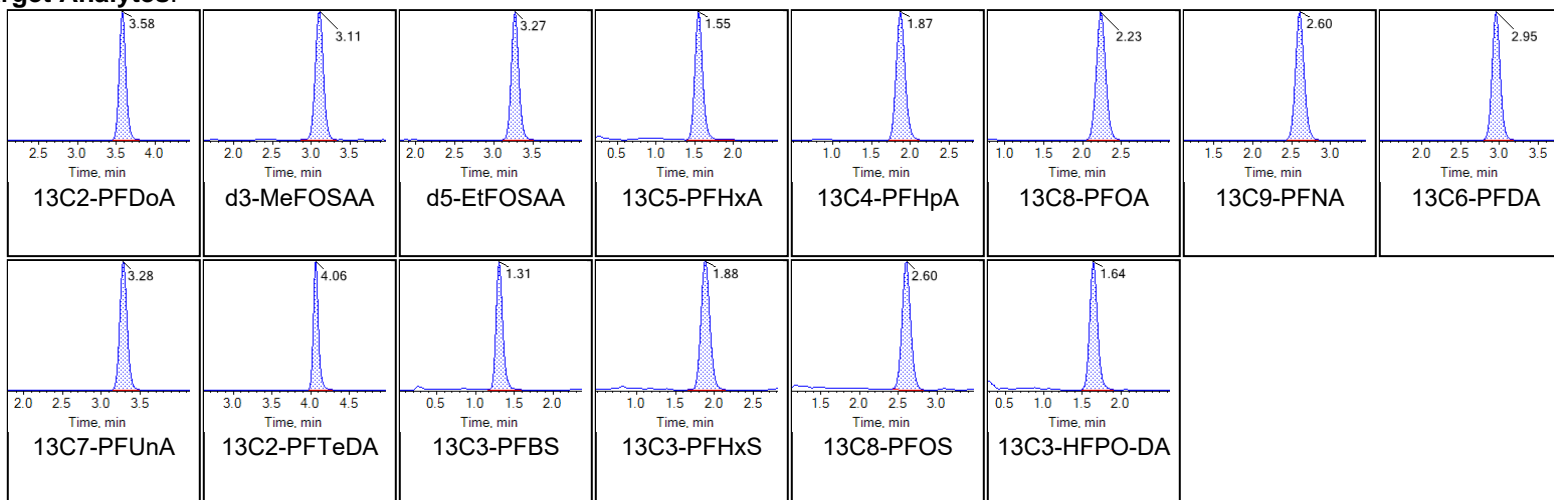 rget Analytes:
3.58
2.5 3.0 3.5 4.0
Time, min
13C2-PFDoA
3.11
2.0 2.5 3.0 3.5
Time, min
d3-MeFOSAA
3.27
2.0 2.5 3.0 3.5
Time, min
d5-EtFOSAA
1.55
0.5 1.0 1.5 2.0
Time, min
13C5-PFHxA
1.87
1.0 1.5 2.0 2.5
Time, min
13C4-PFHpA
2.23
1.0 1.5 2.0 2.5
Time, min
13C8-PFOA
2.60
1.5 2.0 2.5 3.0
Time, min
13C9-PFNA
2.95
2.0 2.5 3.0 3.5
Time, min
13C6-PFDA
3.28
2.0 2.5 3.0 3.5
Time, min
13C7-PFUnA
4.06
3.0 3.5 4.0 4.5
Time, min
13C2-PFTeDA
1.31
0.5 1.0 1.5 2.0
Time, min
13C3-PFBS
1.88
1.0 1.5 2.0 2.5
Time, min
13C3-PFHxS
2.60
1.5 2.0 2.5 3.0
Time, min
13C8-PFOS
1.64
0.5 1.0 1.5 2.0
Time, min
13C3-HFPO-DA